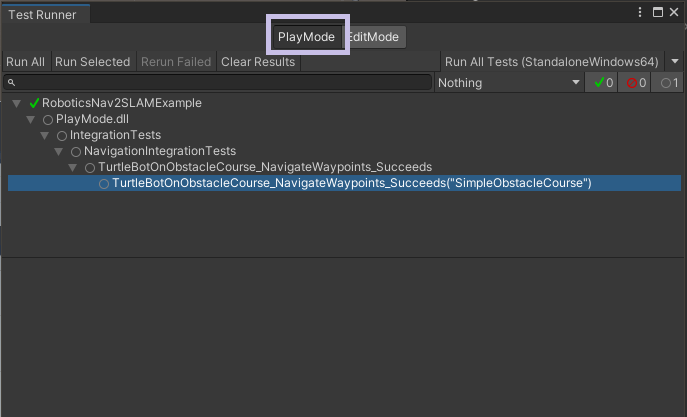 Test Runner
PlayMode EditMode
Run All Run Selected Rerun Failed Clear Results Run All Tests (StandaloneWindows64)
Nothing 0 0 1
RoboticsNav2SLAMExample
PlayMode.dll
IntegrationTests
NavigationIntegrationTests
TurtleBotOnObstacleCourse_NavigateWaypoints_Succeeds
TurtleBotOnObstacleCourse_NavigateWaypoints_Succeeds("SimpleObstacleCourse")